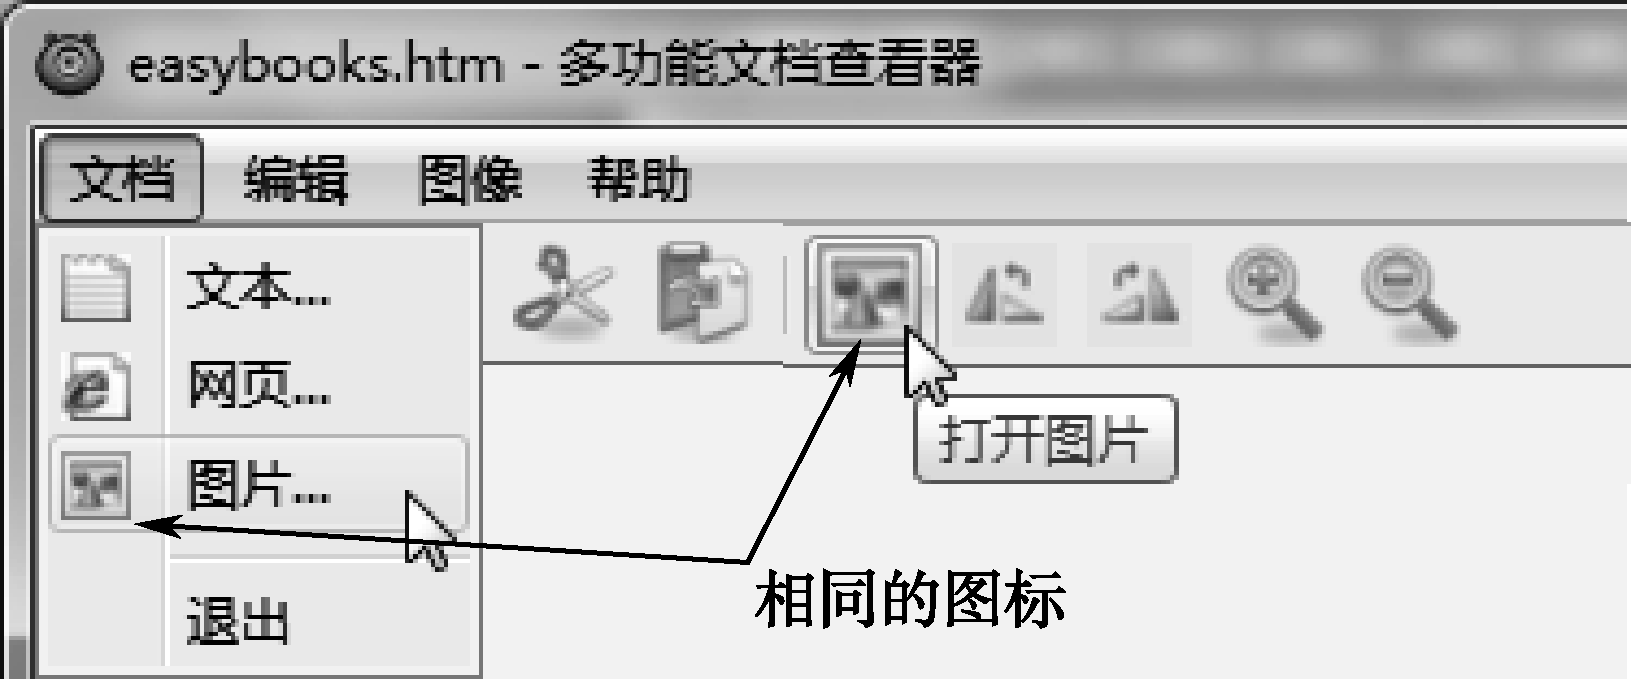 easybooks.htm - 多功能文档查看器
文档 编辑 图像 帮助
文本...
网页...
图片...
打开图片
退出
相同的图标